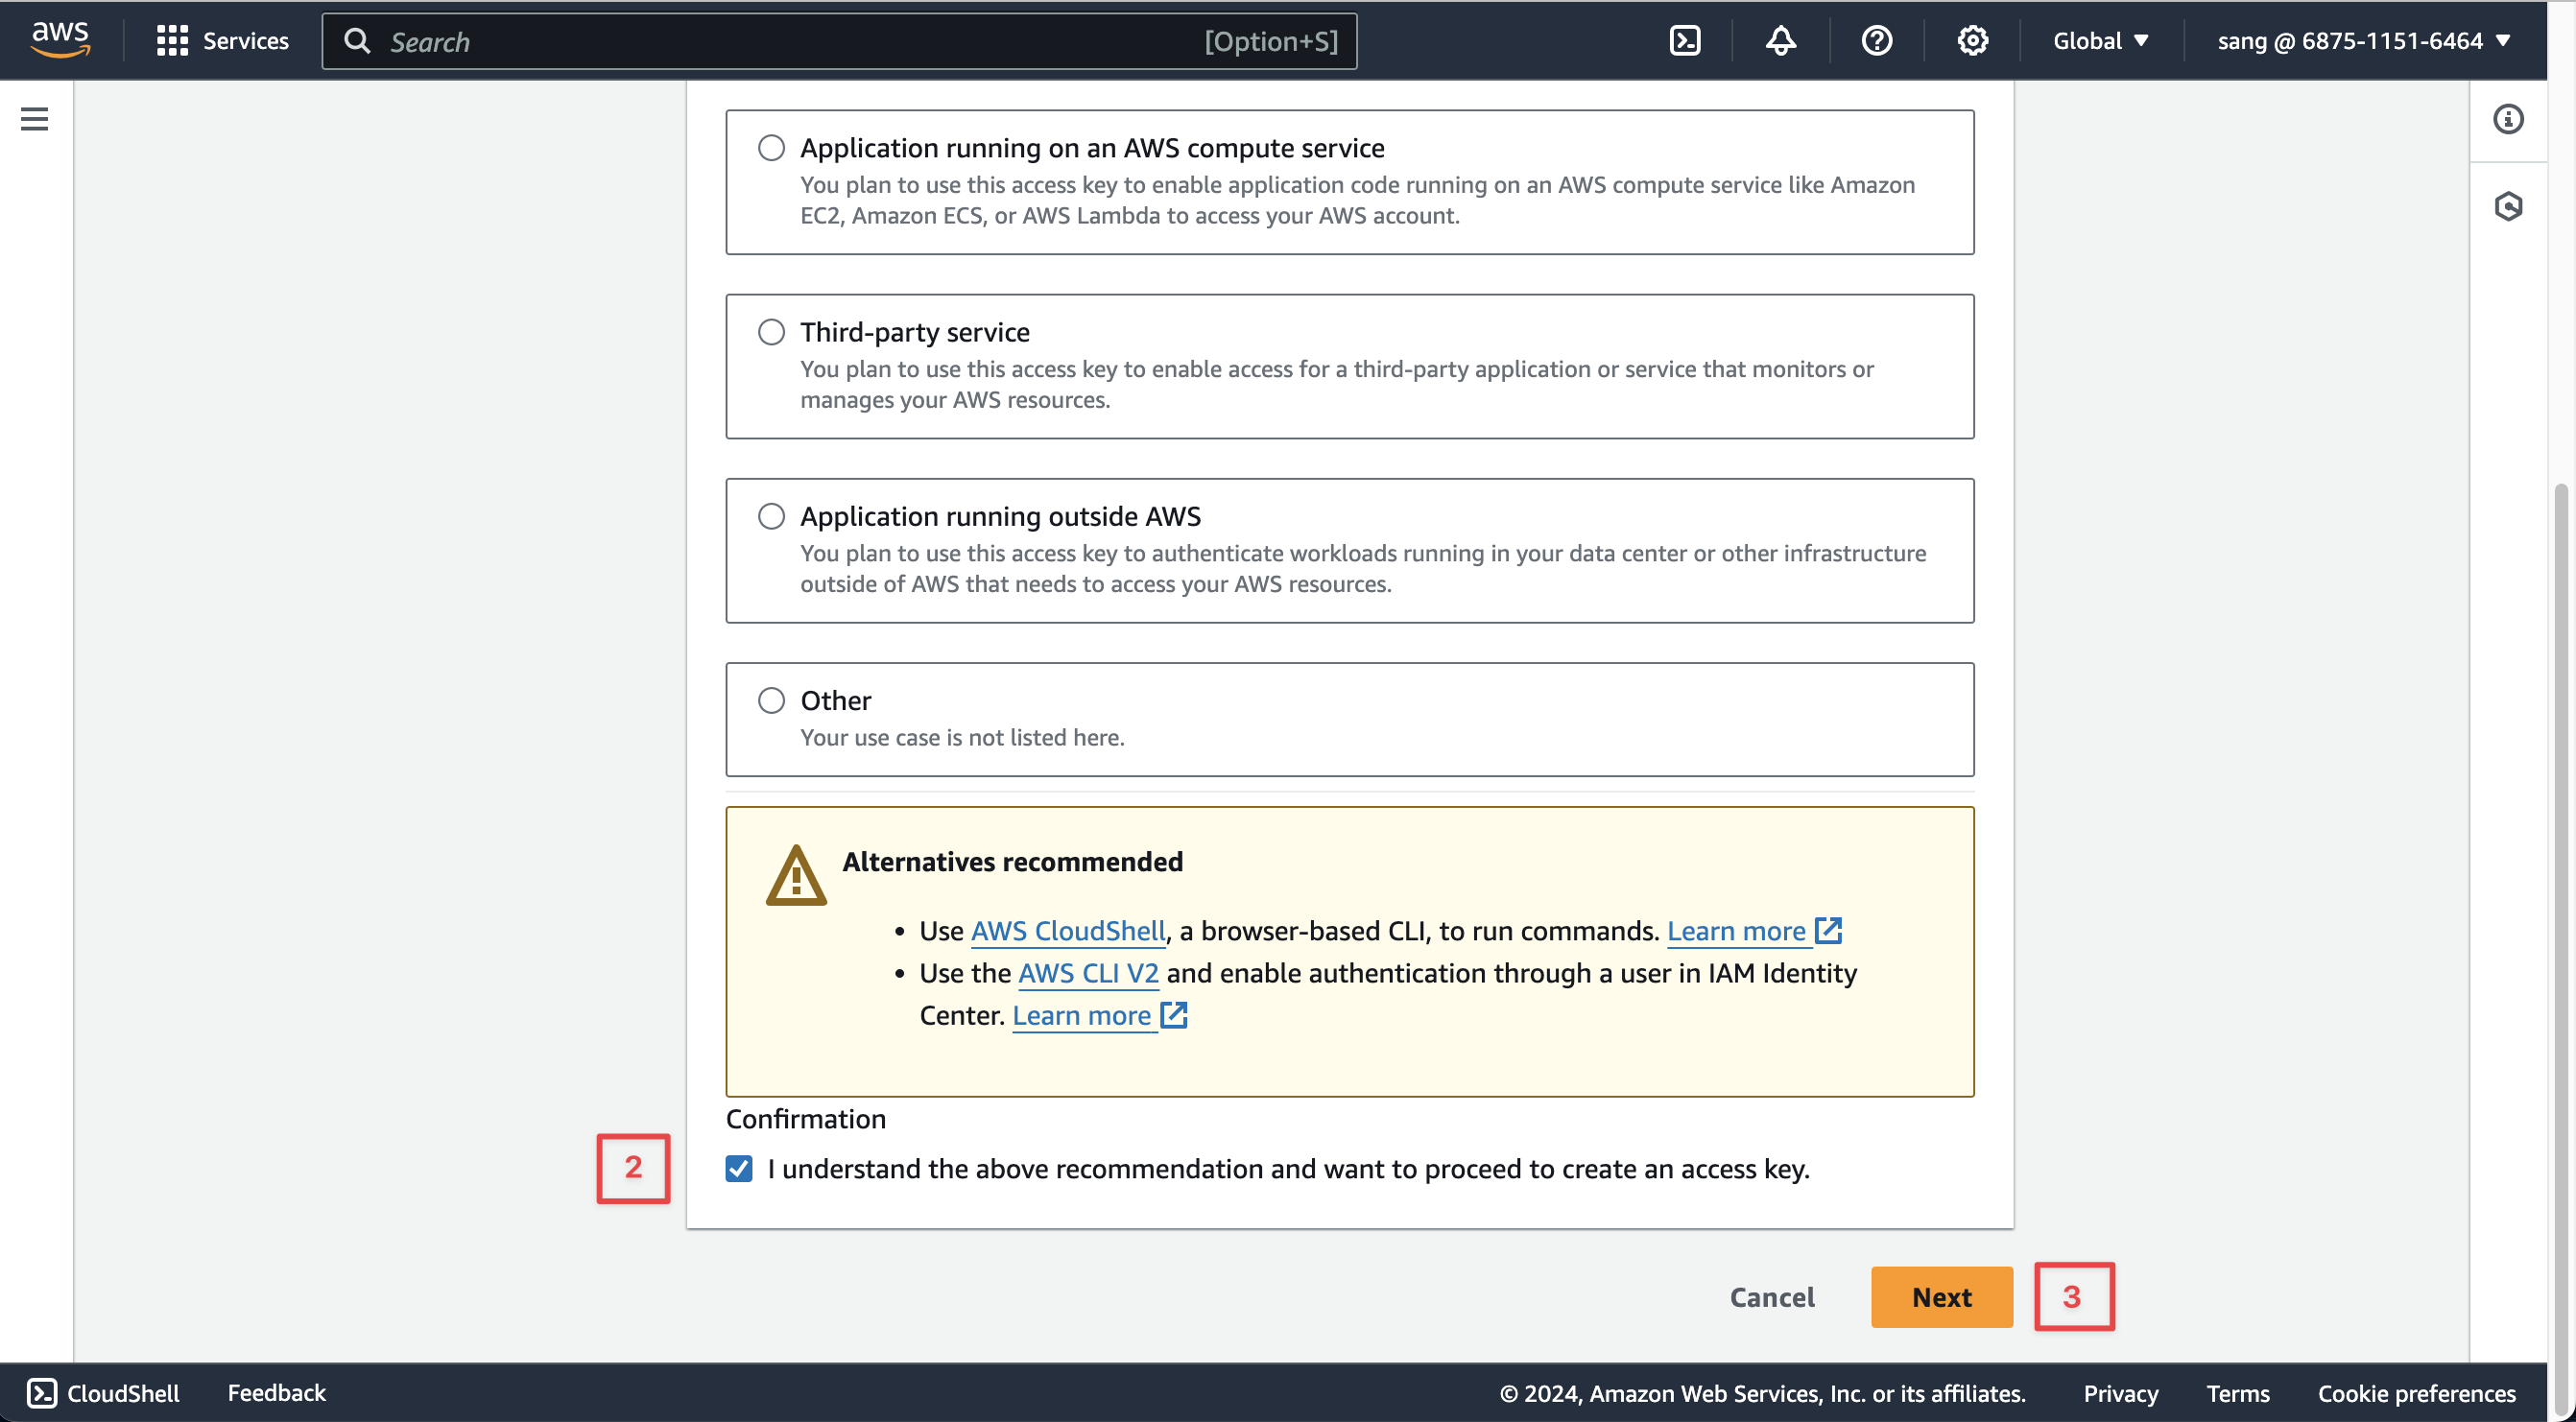 aws
Services
Search
[Option+S]
Global
sang @ 6875-1151-6464
Application running on an AWS compute service
You plan to use this access key to enable application code running on an AWS compute service like Amazon
EC2, Amazon ECS, or AWS Lambda to access your AWS account.
Third-party service
You plan to use this access key to enable access for a third-party application or service that monitors or
manages your AWS resources.
Application running outside AWS
You plan to use this access key to authenticate workloads running in your data center or other infrastructure
outside of AWS that needs to access your AWS resources.
Other
Your use case is not listed here.
Alternatives recommended
• Use AWS CloudShell, a browser-based CLI, to run commands. Learn more
• Use the AWS CLI V2 and enable authentication through a user in IAM Identity
Center. Learn more
Confirmation
2
I understand the above recommendation and want to proceed to create an access key.
Cancel
Next
3
CloudShell
Feedback
© 2024, Amazon Web Services, Inc. or its affiliates.
Privacy
Terms
Cookie preferences